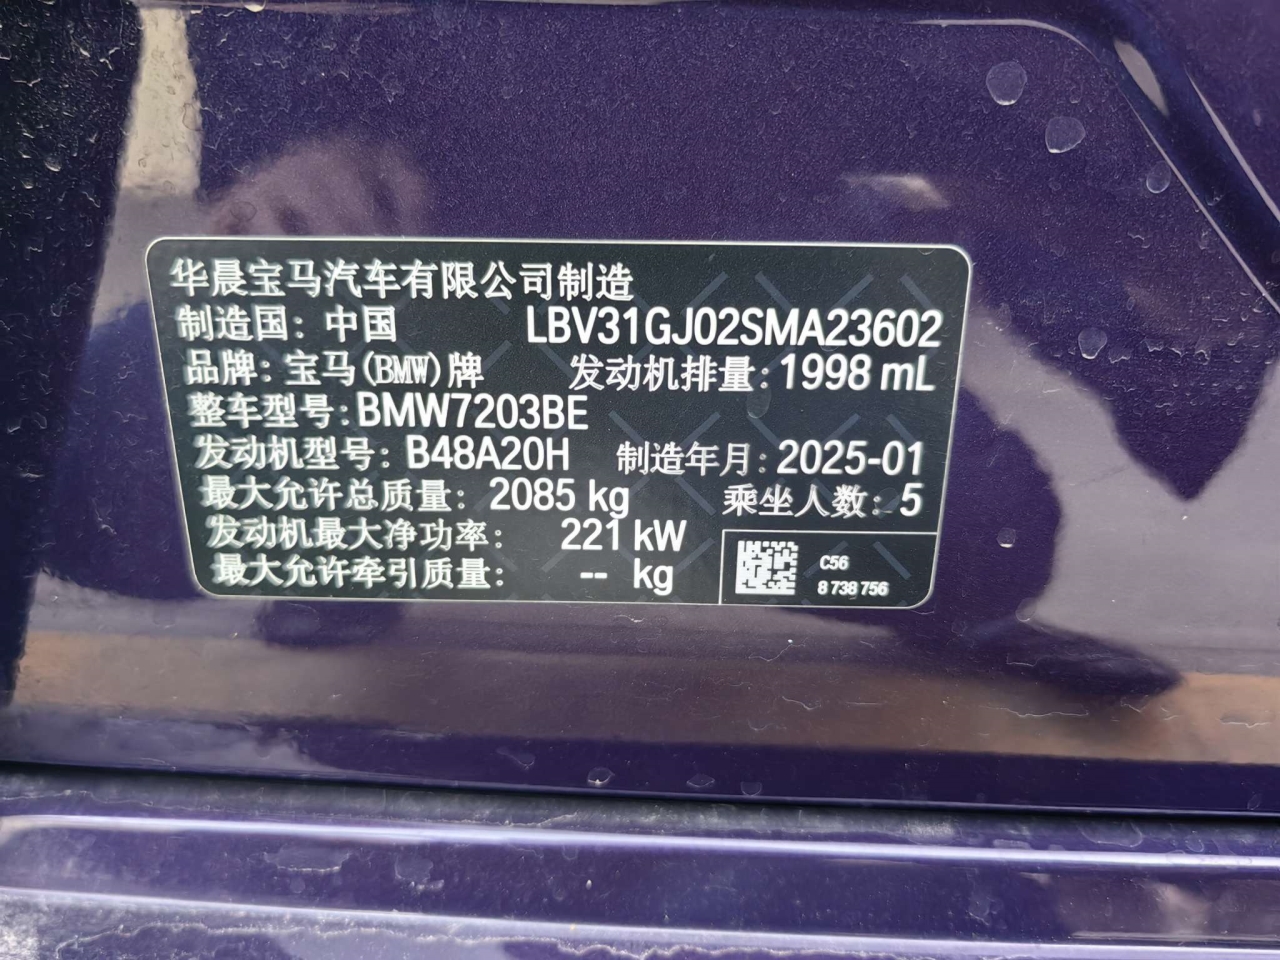 华晨宝马汽车有限公司制造
制造国：中国 LBV31GJ02SMA23602
品牌：宝马(BMW)牌 发动机排量：1998 mL
整车型号：BMW7203BE
发动机型号：B48A20H 制造年月：2025-01
最大允许总质量：2085 kg 乘坐人数：5
发动机最大净功率：221 kW
最大允许牵引质量：-- kg
C56
8 738 756